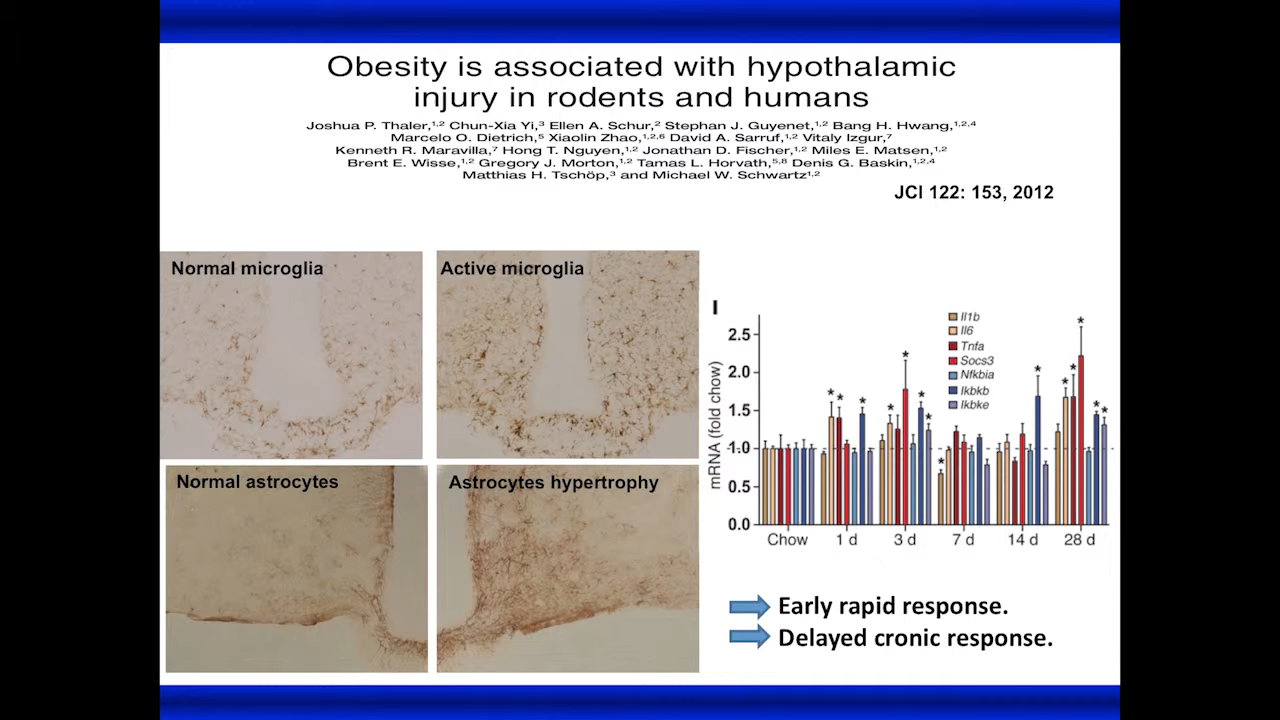 Obesity is associated with hypothalamic
injury in rodents and humans
Joshua P. Thaler,1,2 Chun-Xia Yi,3 Ellen A. Schur,2 Stephan J. Guyenet,1,2 Bang H. Hwang,1,2,4
Marcelo O. Dietrich,5 Xiaolin Zhao,1,2,6 David A. Sarruf,1,2 Vitaly Izgur,7
Kenneth R. Maravilla,7 Hong T. Nguyen,1,2 Jonathan D. Fischer,1,2 Miles E. Matsen,1,2
Brent E. Wisse,1,2 Gregory J. Morton,1,2 Tamas L. Horvath,5,8 Denis G. Baskin,1,2,4
Matthias H. Tschöp,3 and Michael W. Schwartz1,2
JCI 122: 153, 2012
Normal microglia
Active microglia
Normal astrocytes
Astrocytes hypertrophy
I
mRNA (fold chow)
2.5
2.0
1.5
1.0
0.5
0.0
Il1b
Il6
Tnfa
Socs3
Nfkbia
Ikbkb
Ikbke
* * * * * * * * * * * * * * *
Chow 1 d 3 d 7 d 14 d 28 d
Early rapid response.
Delayed cronic response.